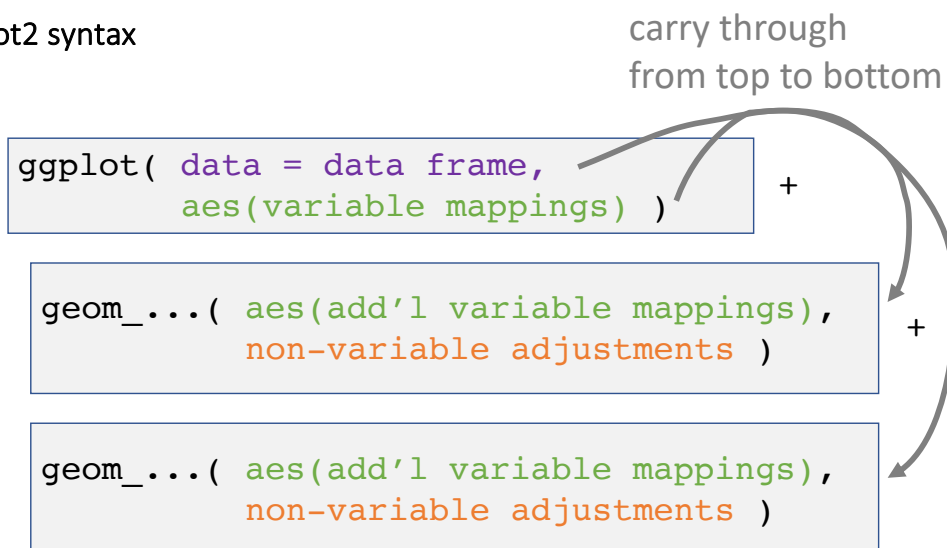 ot2 syntax
carry through
from top to bottom
ggplot( data = data frame,
aes(variable mappings) )
+
geom_...( aes(add’l variable mappings),
non-variable adjustments )
+
geom_...( aes(add’l variable mappings),
non-variable adjustments )